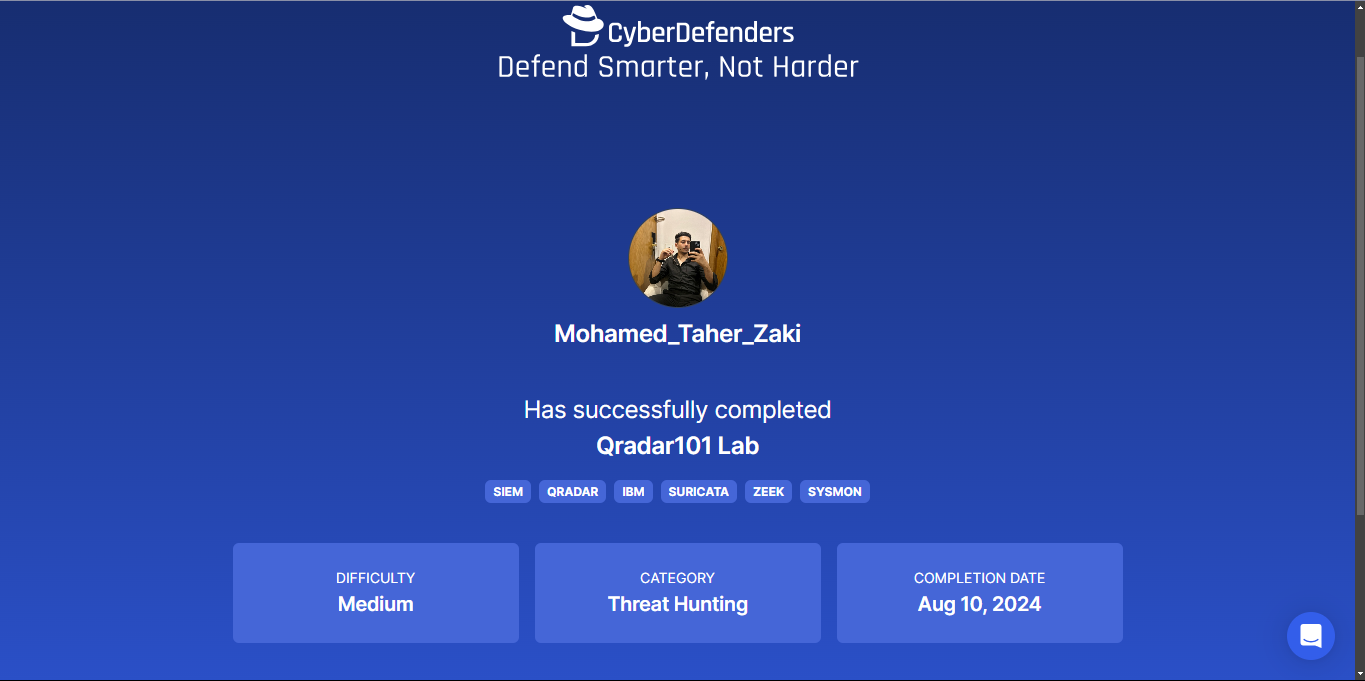 CyberDefenders
Defend Smarter, Not Harder
Mohamed_Taher_Zaki
Has successfully completed
Qradar101 Lab
SIEM QRADAR IBM SURICATA ZEEK SYSMON
DIFFICULTY
Medium
CATEGORY
Threat Hunting
COMPLETION DATE
Aug 10, 2024